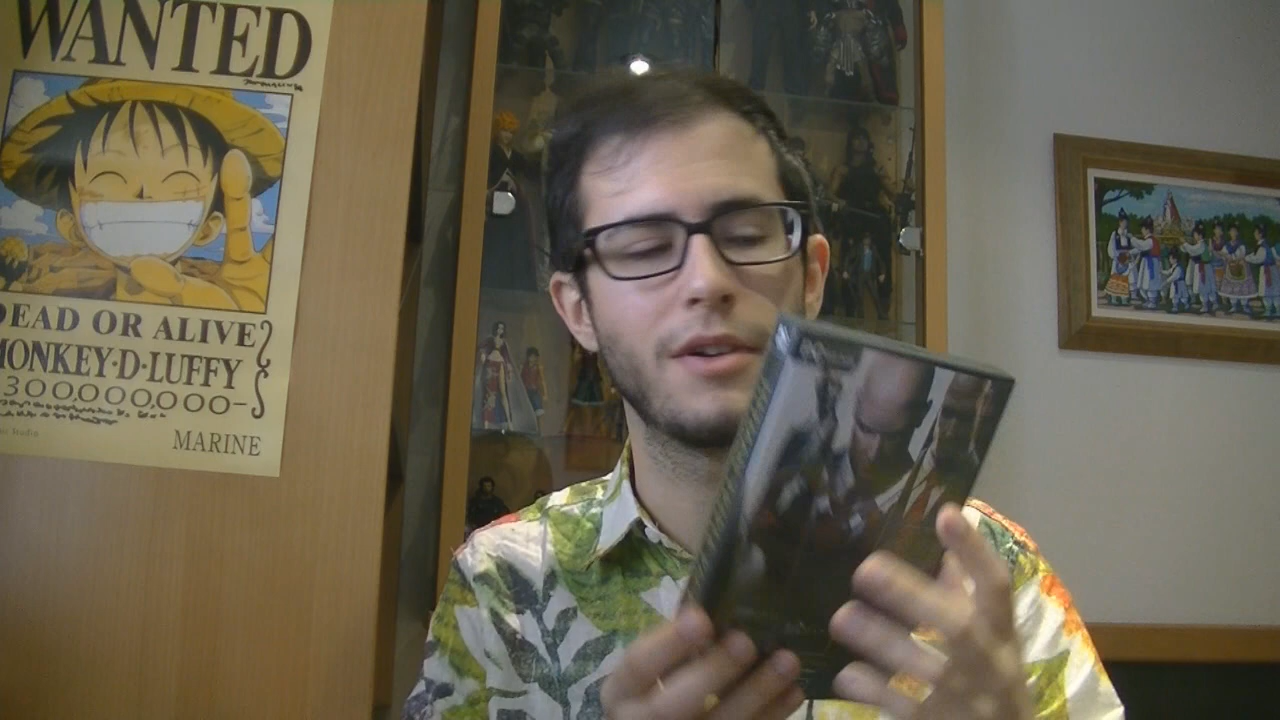 WANTED
DEAD OR ALIVE
MONKEY·D·LUFFY
300,000,000-
MARINE